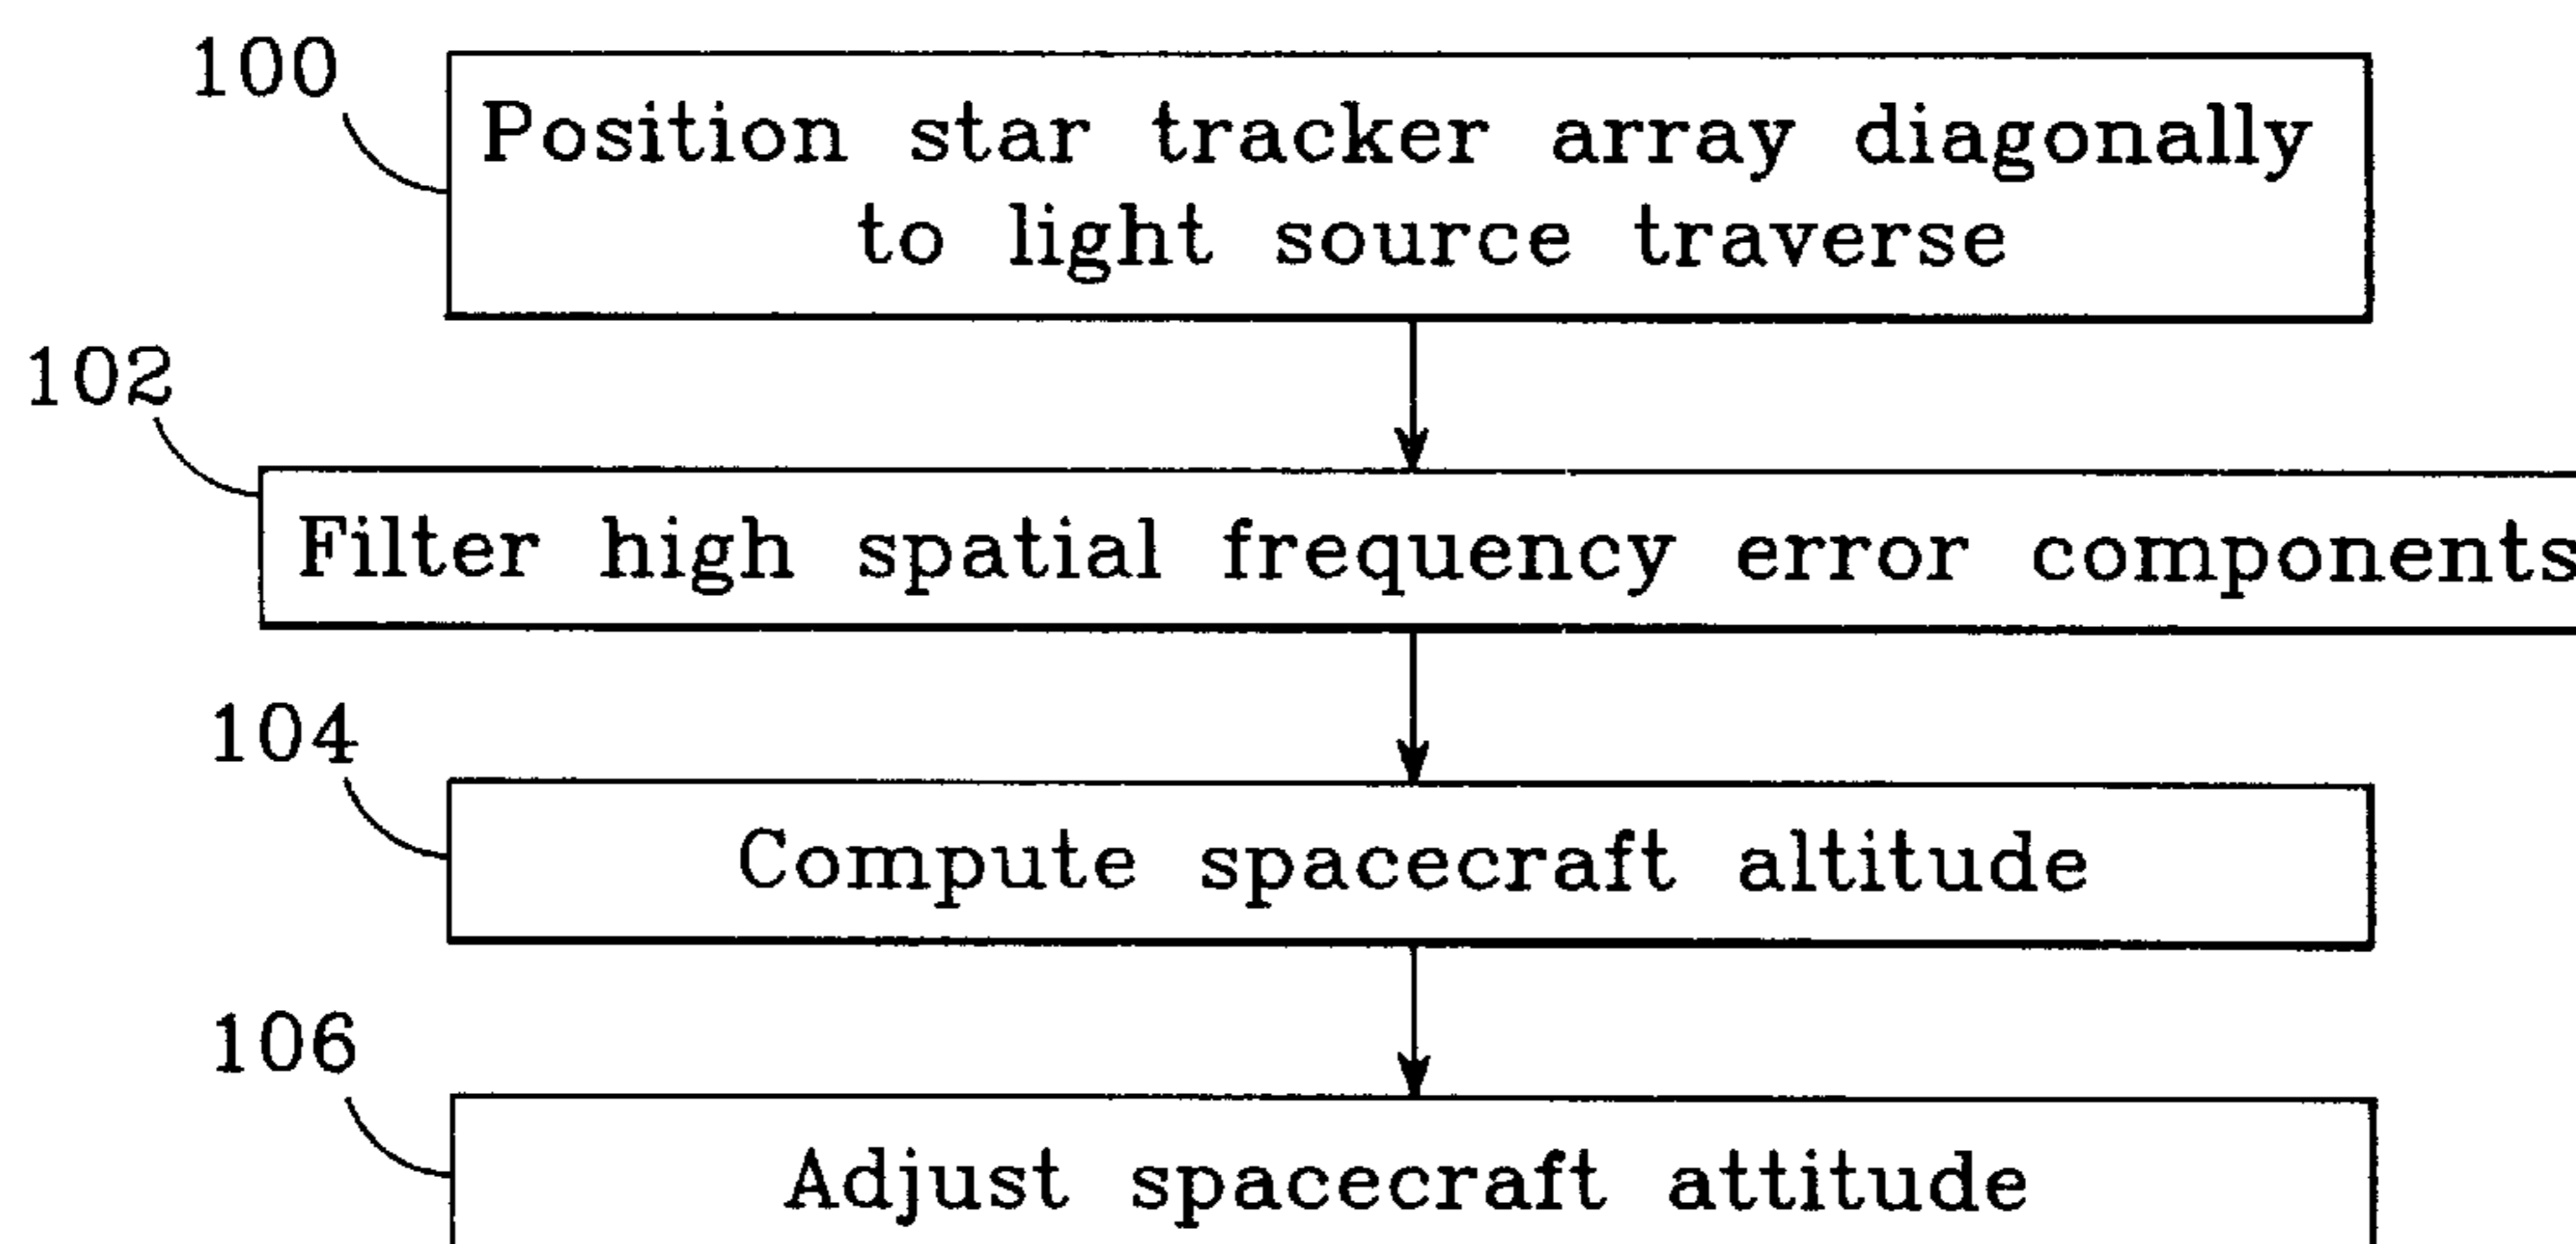 100
Position star tracker array diagonally
to light source traverse
102
Filter high spatial frequency error components
104
Compute spacecraft altitude
106
Adjust spacecraft attitude